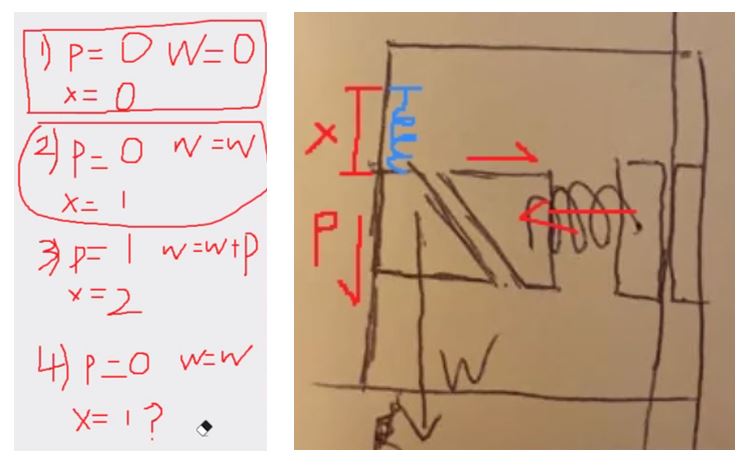 1) P= 0 W=0
x= 0
2) P= 0 w=w
x= 1
3) P= 1 w=w+p
x=2
4) P=0 w=w
x= 1?
x
P
W